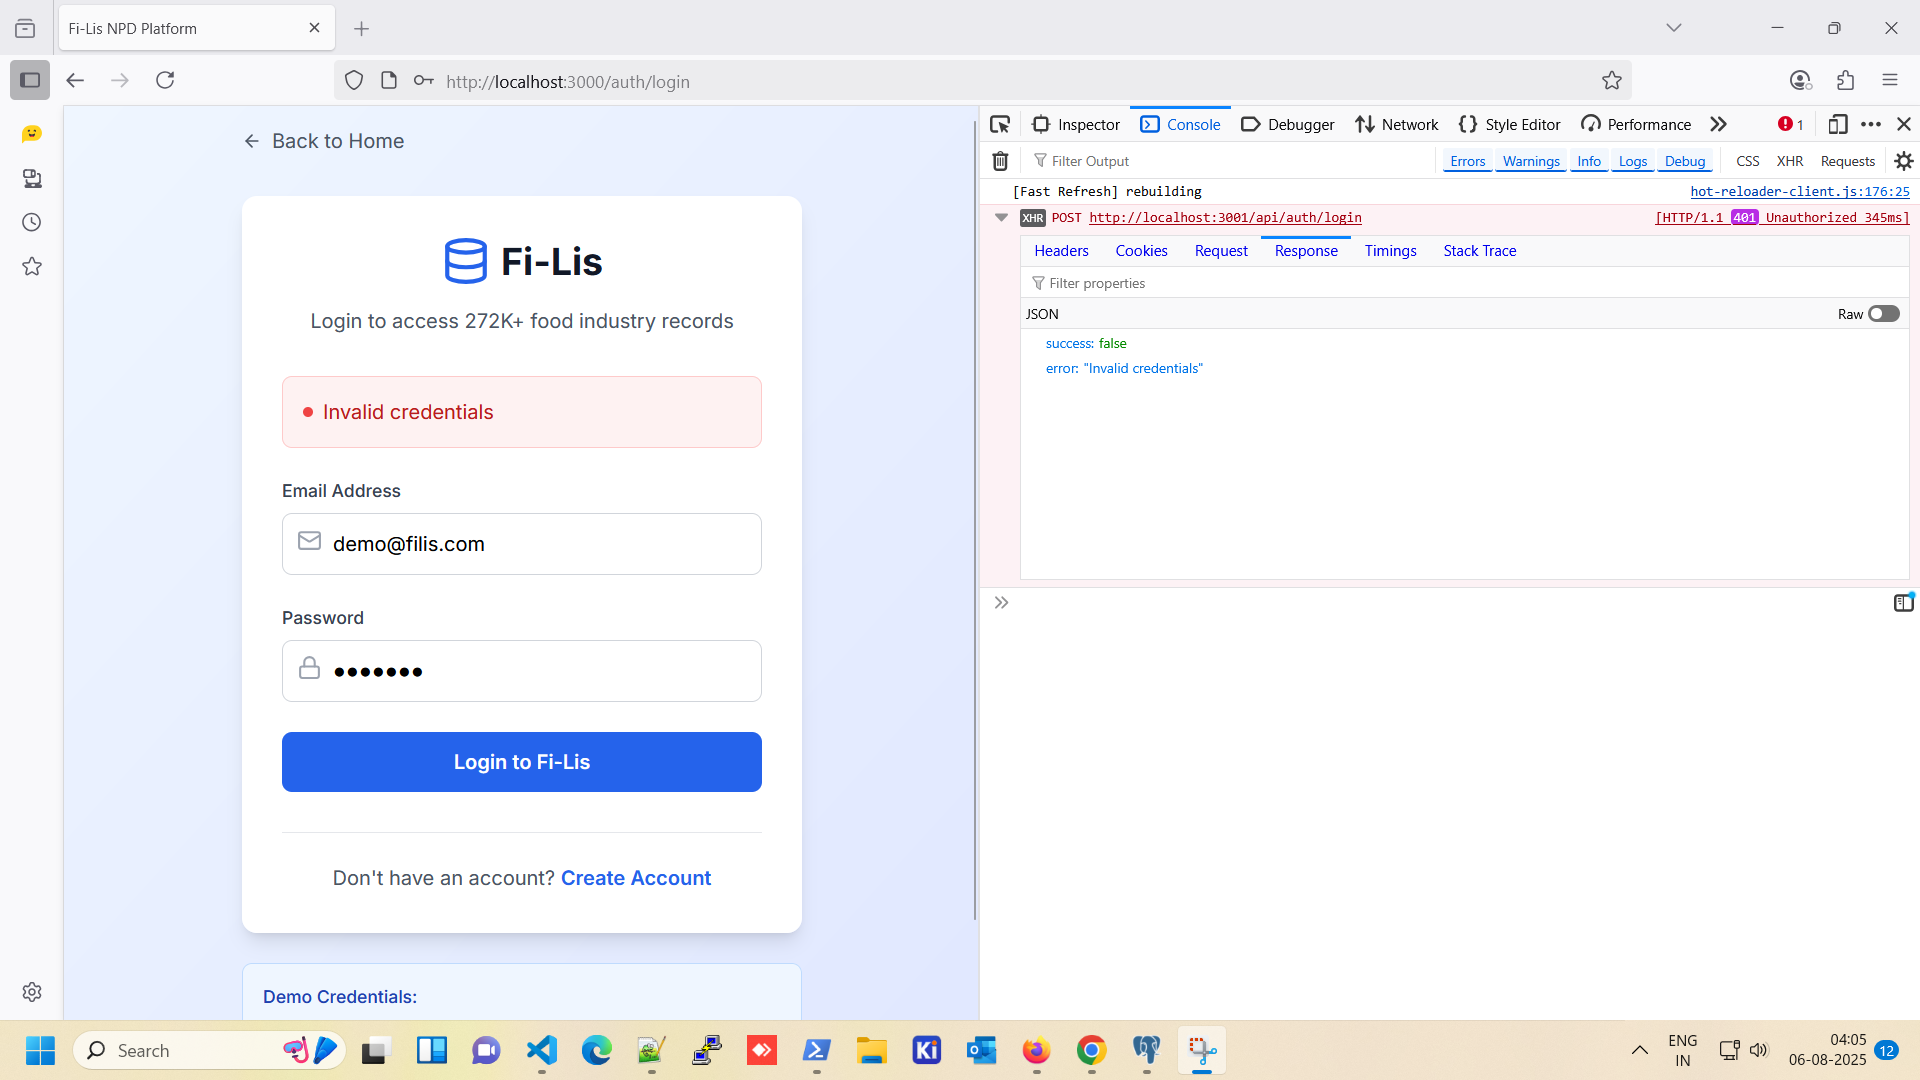 Fi-Lis NPD Platform
http://localhost:3000/auth/login
Back to Home
Fi-Lis
Login to access 272K+ food industry records
Invalid credentials
Email Address
demo@filis.com
Password
•••••••
Login to Fi-Lis
Don't have an account? Create Account
Demo Credentials:
Inspector Console Debugger Network Style Editor Performance 1
Filter Output Errors Warnings Info Logs Debug CSS XHR Requests
[Fast Refresh] rebuilding hot-reloader-client.js:176:25
XHR POST http://localhost:3001/api/auth/login [HTTP/1.1 401 Unauthorized 345ms]
Headers Cookies Request Response Timings Stack Trace
Filter properties
JSON Raw
success: false
error: "Invalid credentials"
Search
Ki
ENG
IN
04:05
06-08-2025
12